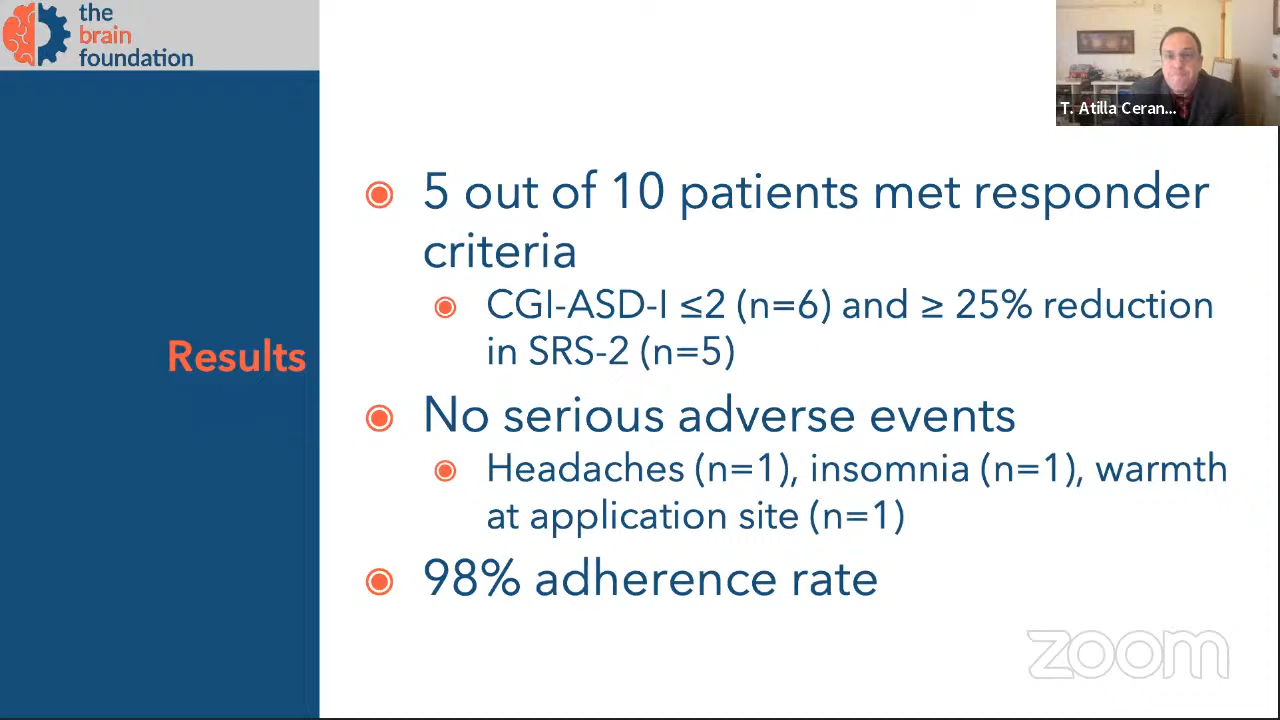 the
brain
foundation
T. Atilla Ceran...
Results
5 out of 10 patients met responder
criteria
CGI-ASD-I ≤2 (n=6) and ≥ 25% reduction
in SRS-2 (n=5)
No serious adverse events
Headaches (n=1), insomnia (n=1), warmth
at application site (n=1)
98% adherence rate
zoom